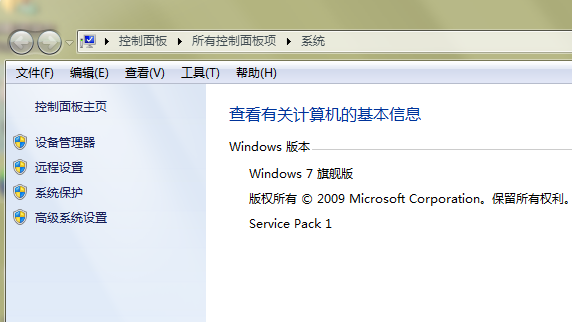 控制面板 所有控制面板项 系统
文件(F) 编辑(E) 查看(V) 工具(T) 帮助(H)
控制面板主页
设备管理器
远程设置
系统保护
高级系统设置
查看有关计算机的基本信息
Windows 版本
Windows 7 旗舰版
版权所有 © 2009 Microsoft Corporation。保留所有权利。
Service Pack 1